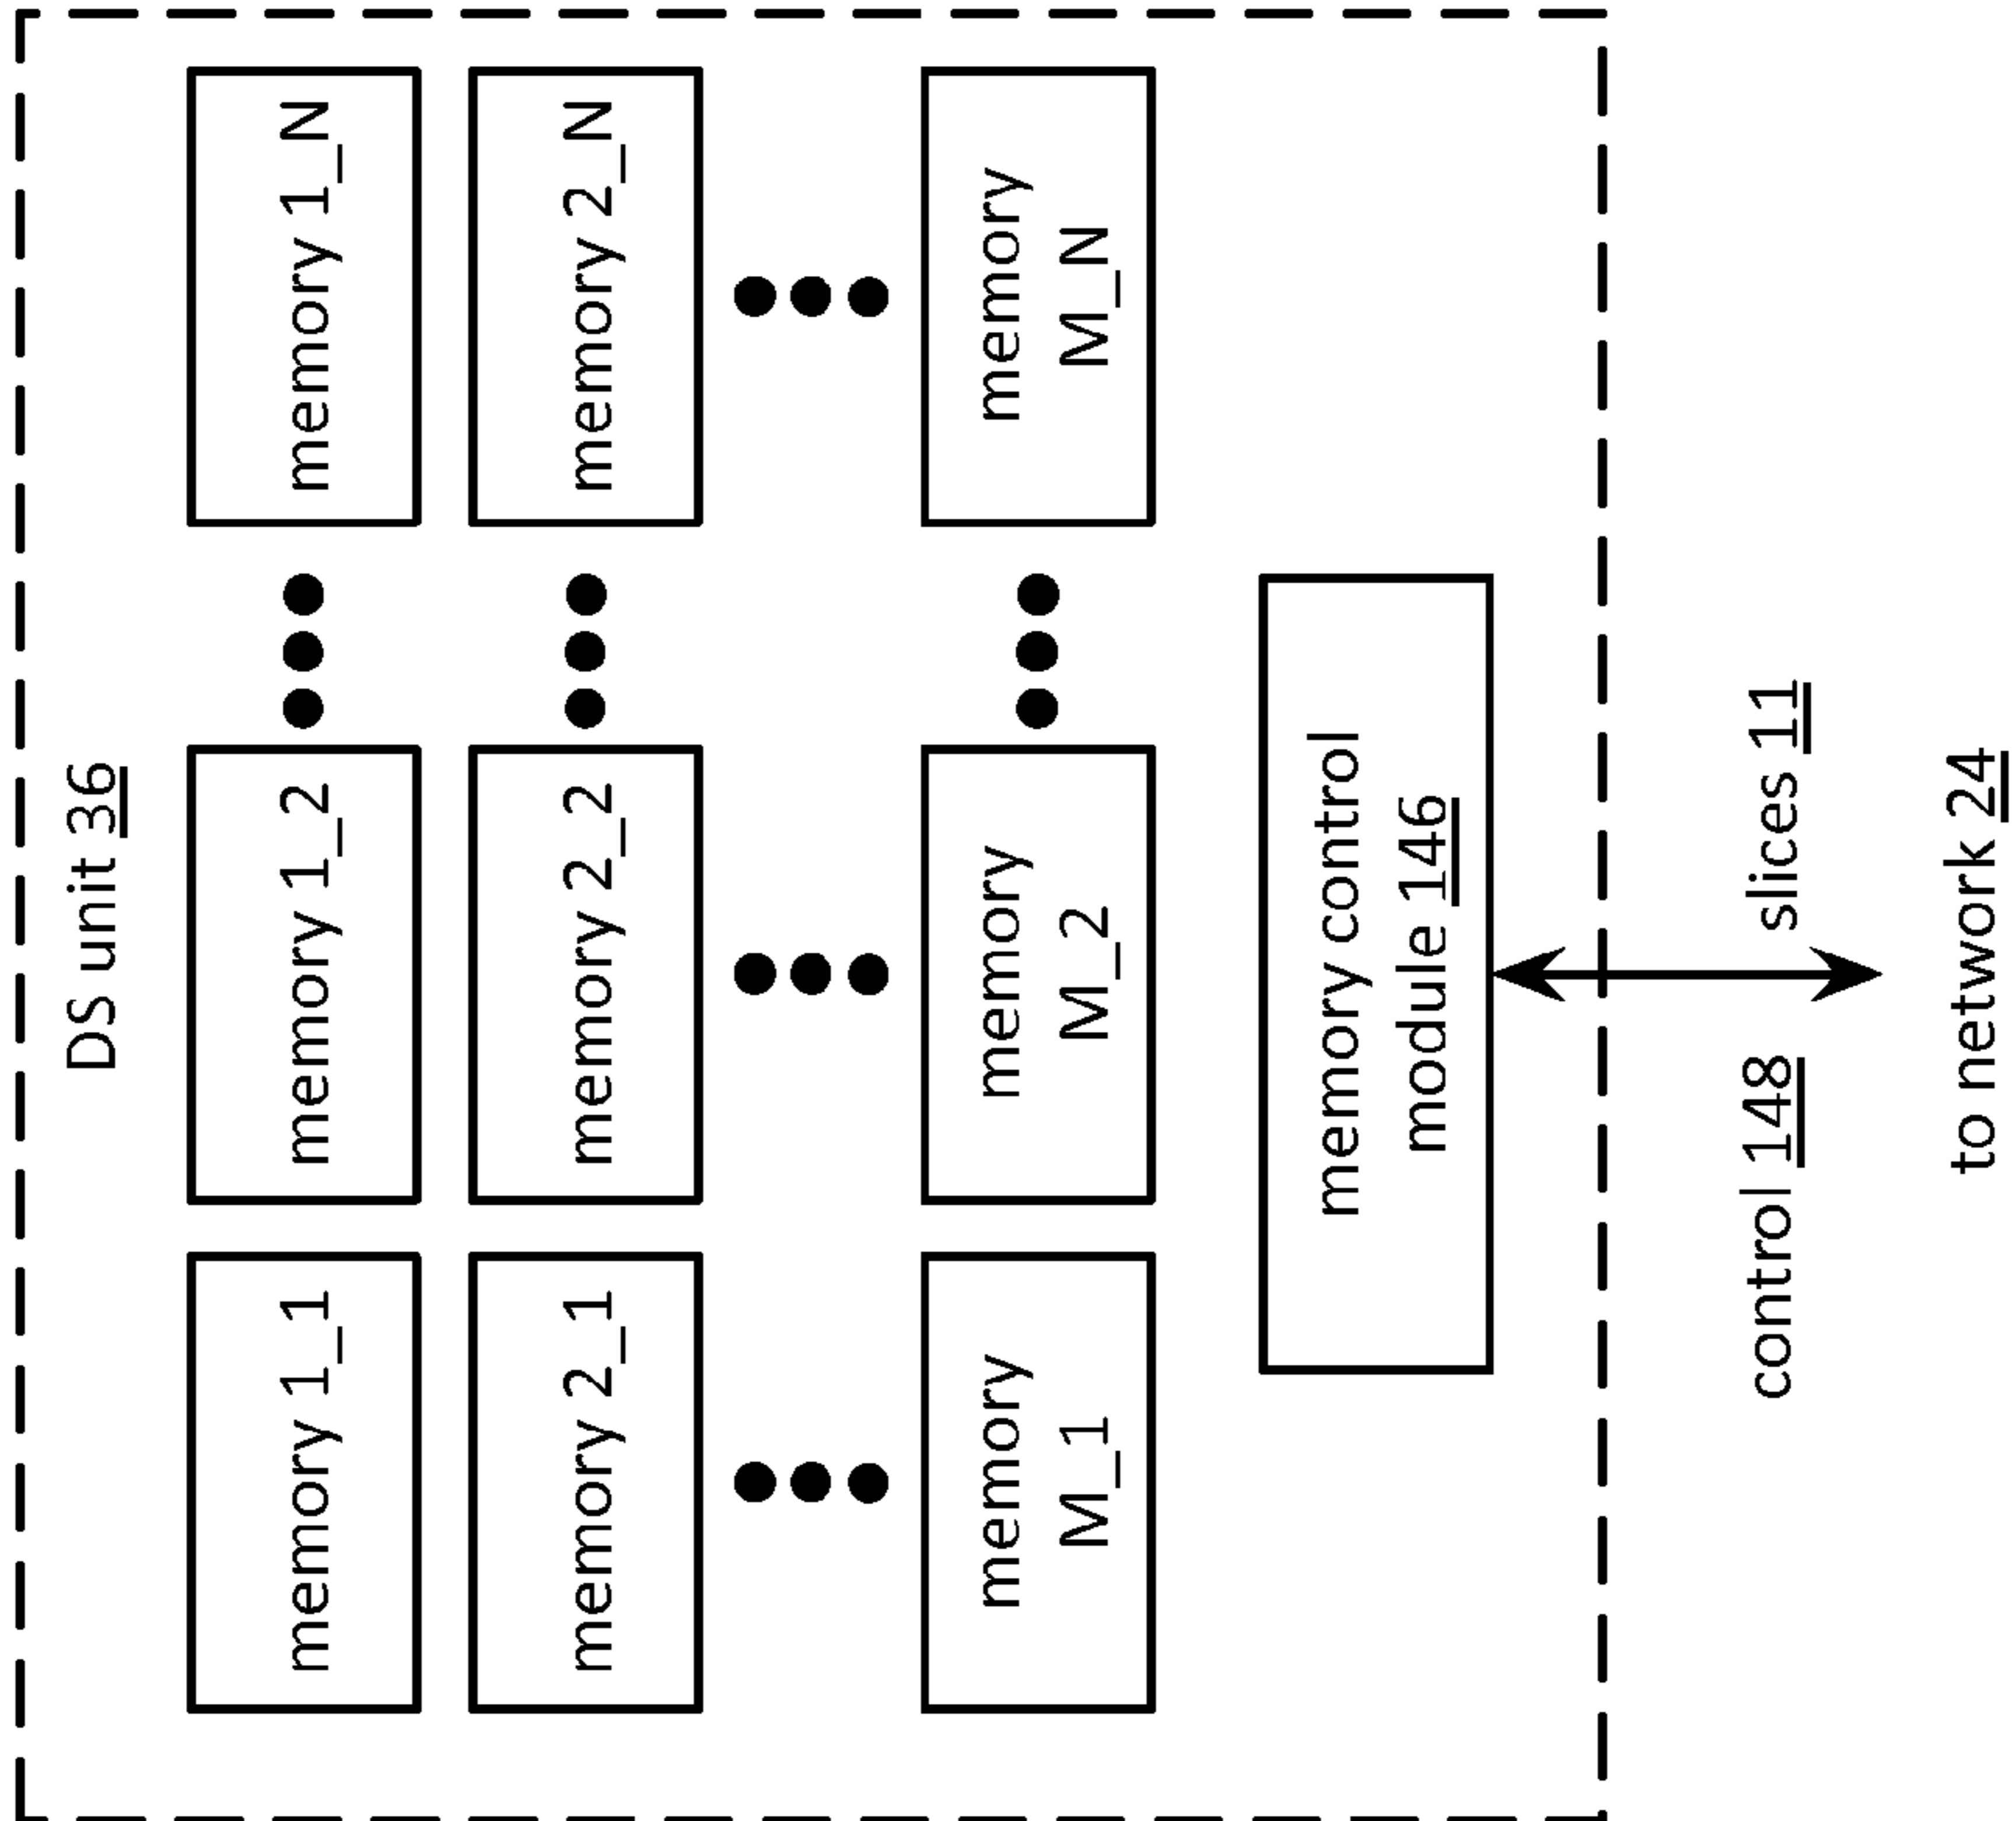 DS unit 36
memory 1_1
memory 1_2
memory 1_N
memory 2_1
memory 2_2
memory 2_N
memory
M_1
memory
M_2
memory
M_N
memory control
module 146
control 148
slices 11
to network 24